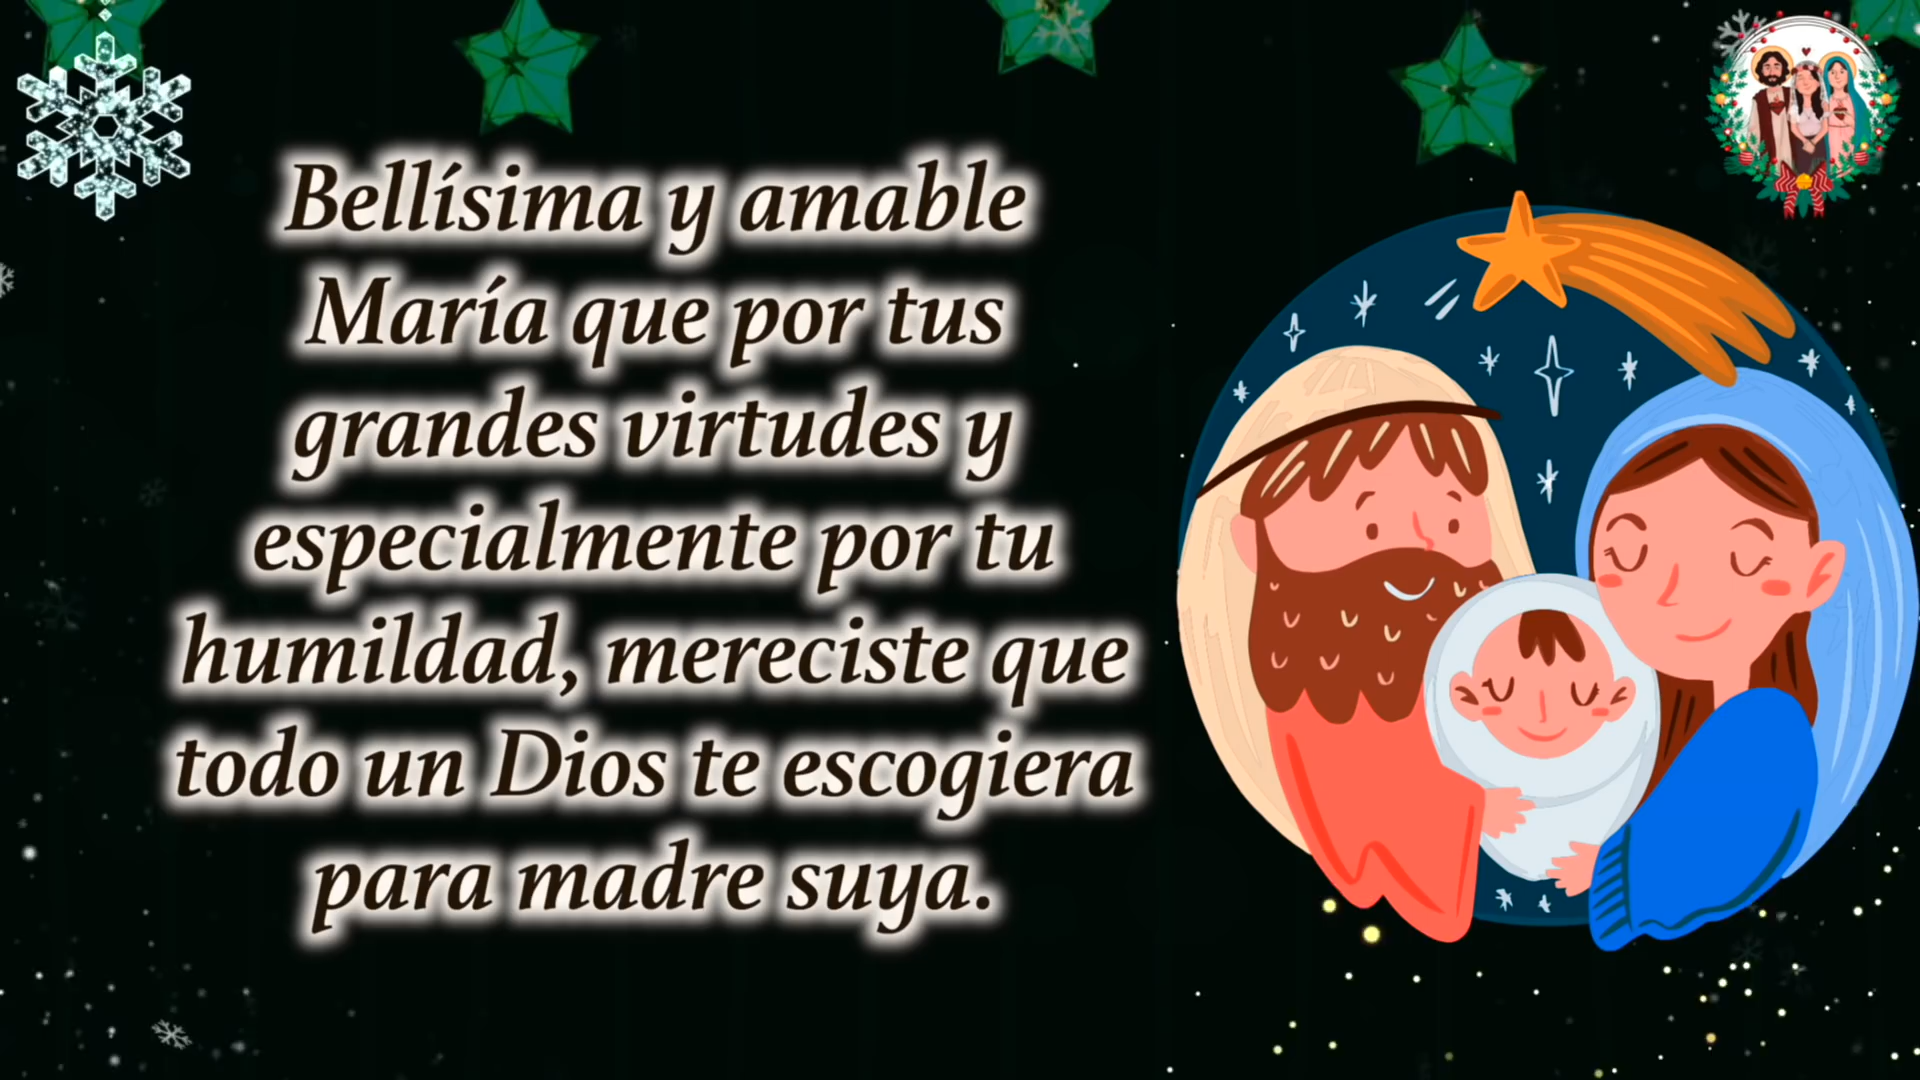 Bellísima y amable
María que por tus
grandes virtudes y
especialmente por tu
humildad, mereciste que
todo un Dios te escogiera
para madre suya.